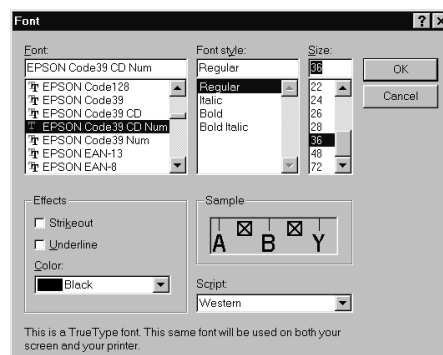 Font
Font: Font style: Size:
EPSON Code39 CD Num Regular 36 OK
EPSON Code128 Regular 22 Cancel
EPSON Code39 Italic 24
EPSON Code39 CD Bold 26
EPSON Code39 CD Num Bold Italic 28
EPSON Code39 Num 36
EPSON EAN-13 48
EPSON EAN-8 72
Effects Sample
Strikeout
Underline
A B Y
Color:
Black
Script:
Western
This is a TrueType font. This same font will be used on both your
screen and your printer.